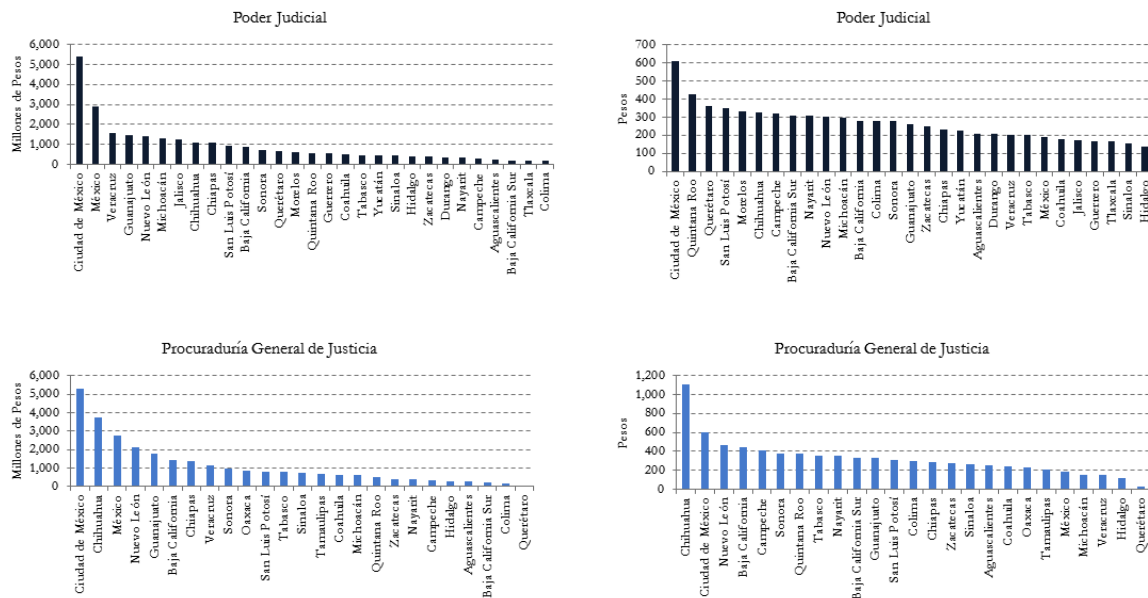 Poder Judicial
Millones de Pesos
6,000
5,000
4,000
3,000
2,000
1,000
0
Ciudad de México
México
Veracruz
Guanajuato
Nuevo León
Michoacán
Jalisco
Chihuahua
Chiapas
San Luis Potosí
Baja California
Sonora
Querétaro
Morelos
Quintana Roo
Guerrero
Coahuila
Tabasco
Yucatán
Sinaloa
Hidalgo
Zacatecas
Durango
Nayarit
Campeche
Aguascalientes
Baja California Sur
Tlaxcala
Colima
Poder Judicial
Pesos
700
600
500
400
300
200
100
0
Ciudad de México
Quintana Roo
Querétaro
San Luis Potosí
Morelos
Chihuahua
Campeche
Baja California Sur
Nayarit
Nuevo León
Michoacán
Baja California
Colima
Sonora
Guanajuato
Zacatecas
Chiapas
Yucatán
Aguascalientes
Durango
Veracruz
Tabasco
México
Coahuila
Jalisco
Guerrero
Tlaxcala
Sinaloa
Hidalgo
Procuraduría General de Justicia
Millones de Pesos
6,000
5,000
4,000
3,000
2,000
1,000
0
Ciudad de México
Chihuahua
México
Nuevo León
Guanajuato
Baja California
Chiapas
Veracruz
Sonora
Oaxaca
San Luis Potosí
Tabasco
Sinaloa
Tamaulipas
Coahuila
Michoacán
Quintana Roo
Zacatecas
Nayarit
Campeche
Hidalgo
Aguascalientes
Baja California Sur
Colima
Querétaro
Procuraduría General de Justicia
Pesos
1,200
1,000
800
600
400
200
0
Chihuahua
Ciudad de México
Nuevo León
Baja California
Campeche
Sonora
Quintana Roo
Tabasco
Nayarit
Baja California Sur
Guanajuato
San Luis Potosí
Colima
Chiapas
Zacatecas
Sinaloa
Aguascalientes
Coahuila
Oaxaca
Tamaulipas
México
Michoacán
Veracruz
Hidalgo
Querétaro